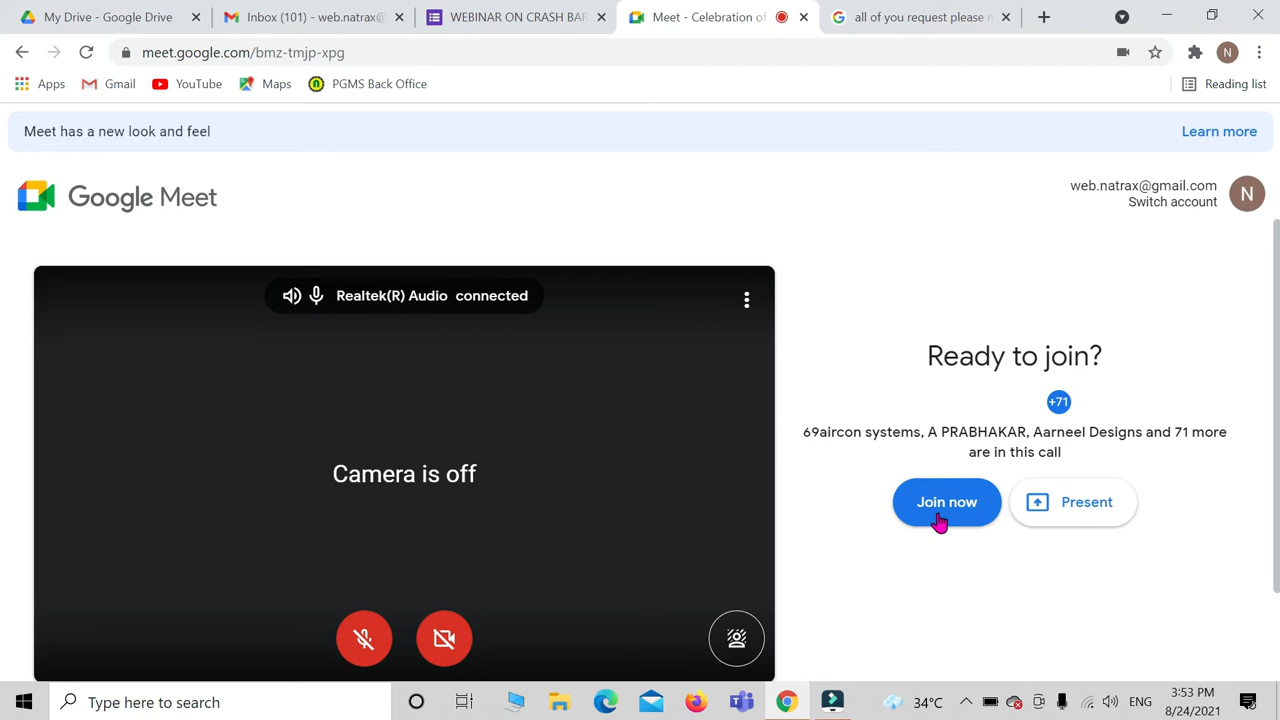 My Drive - Google Drive
Inbox (101) - web.natrax@
WEBINAR ON CRASH BAR
Meet - Celebration of
all of you request please n
meet.google.com/bmz-tmjp-xpg
N
Apps
Gmail
YouTube
Maps
PGMS Back Office
Reading list
Meet has a new look and feel
Learn more
Google Meet
web.natrax@gmail.com
Switch account
N
Realtek(R) Audio connected
Camera is off
Ready to join?
+71
69aircon systems, A PRABHAKAR, Aarneel Designs and 71 more
are in this call
Join now
Present
Type here to search
34°C
ENG
3:53 PM
8/24/2021